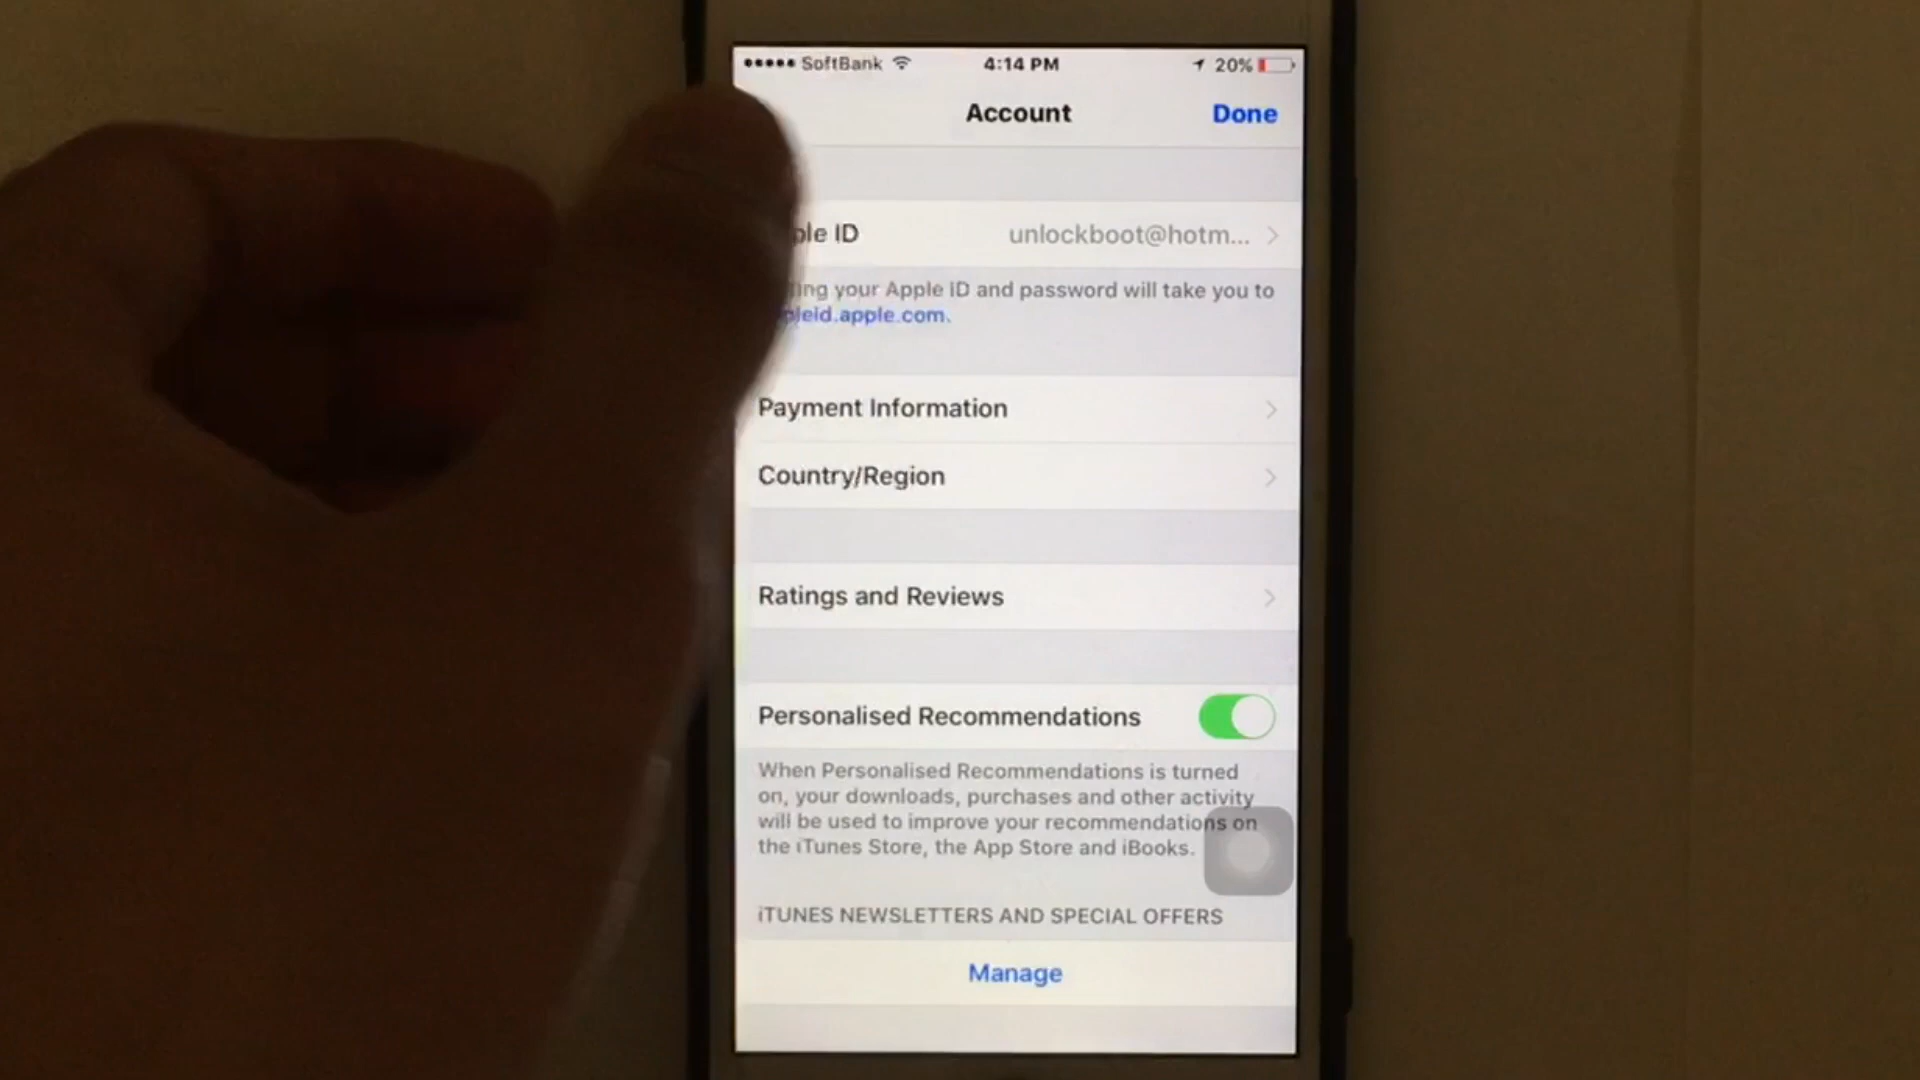 SoftBank 4:14 PM 20%
Account Done
ple ID unlockboot@hotm...
ing your Apple ID and password will take you to
pleid.apple.com.
Payment Information
Country/Region
Ratings and Reviews
Personalised Recommendations
When Personalised Recommendations is turned
on, your downloads, purchases and other activity
will be used to improve your recommendations on
the iTunes Store, the App Store and iBooks.
iTUNES NEWSLETTERS AND SPECIAL OFFERS
Manage